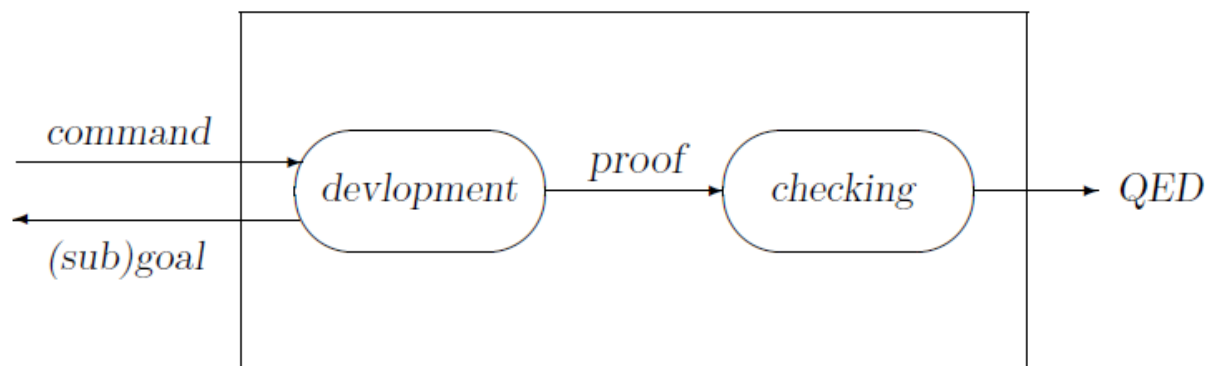 command
(sub)goal
devlopment
proof
checking
QED